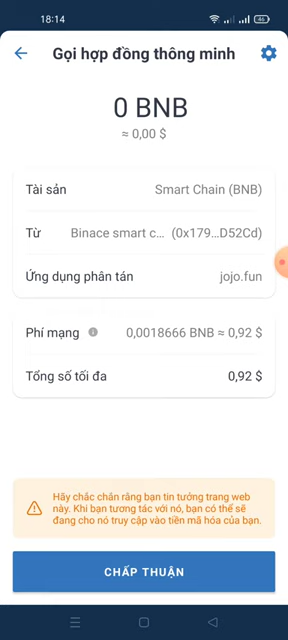 18:14
46
Gọi hợp đồng thông minh
0 BNB
≈ 0,00 $
Tài sản Smart Chain (BNB)
Từ Binace smart c... (0x179...D52Cd)
Ứng dụng phân tán jojo.fun
Phí mạng 0,0018666 BNB ≈ 0,92 $
Tổng số tối đa 0,92 $
Hãy chắc chắn rằng bạn tin tưởng trang web
này. Khi bạn tương tác với nó, bạn có thể sẽ
đang cho nó truy cập vào tiền mã hóa của bạn.
CHẤP THUẬN